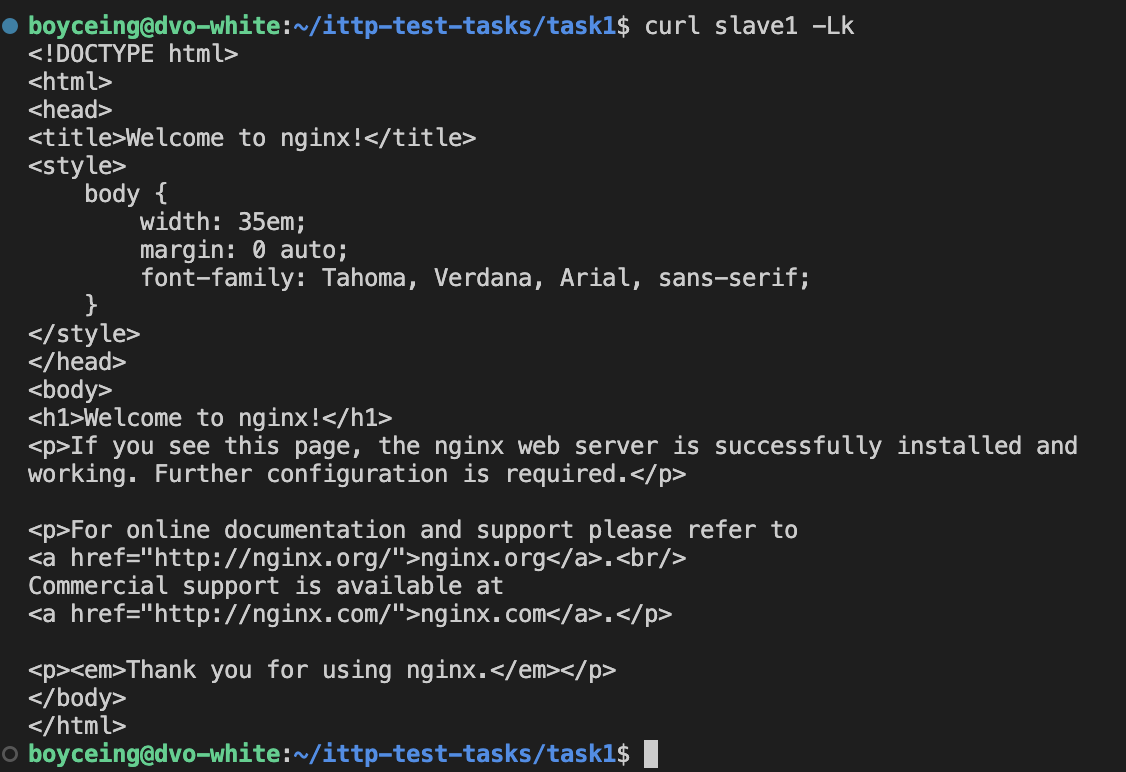 boyceing@dvo-white:~/ittp-test-tasks/task1$ curl slave1 -Lk
<!DOCTYPE html>
<html>
<head>
<title>Welcome to nginx!</title>
<style>
    body {
        width: 35em;
        margin: 0 auto;
        font-family: Tahoma, Verdana, Arial, sans-serif;
    }
</style>
</head>
<body>
<h1>Welcome to nginx!</h1>
<p>If you see this page, the nginx web server is successfully installed and
working. Further configuration is required.</p>

<p>For online documentation and support please refer to
<a href="http://nginx.org/">nginx.org</a>.<br/>
Commercial support is available at
<a href="http://nginx.com/">nginx.com</a>.</p>

<p><em>Thank you for using nginx.</em></p>
</body>
</html>
boyceing@dvo-white:~/ittp-test-tasks/task1$